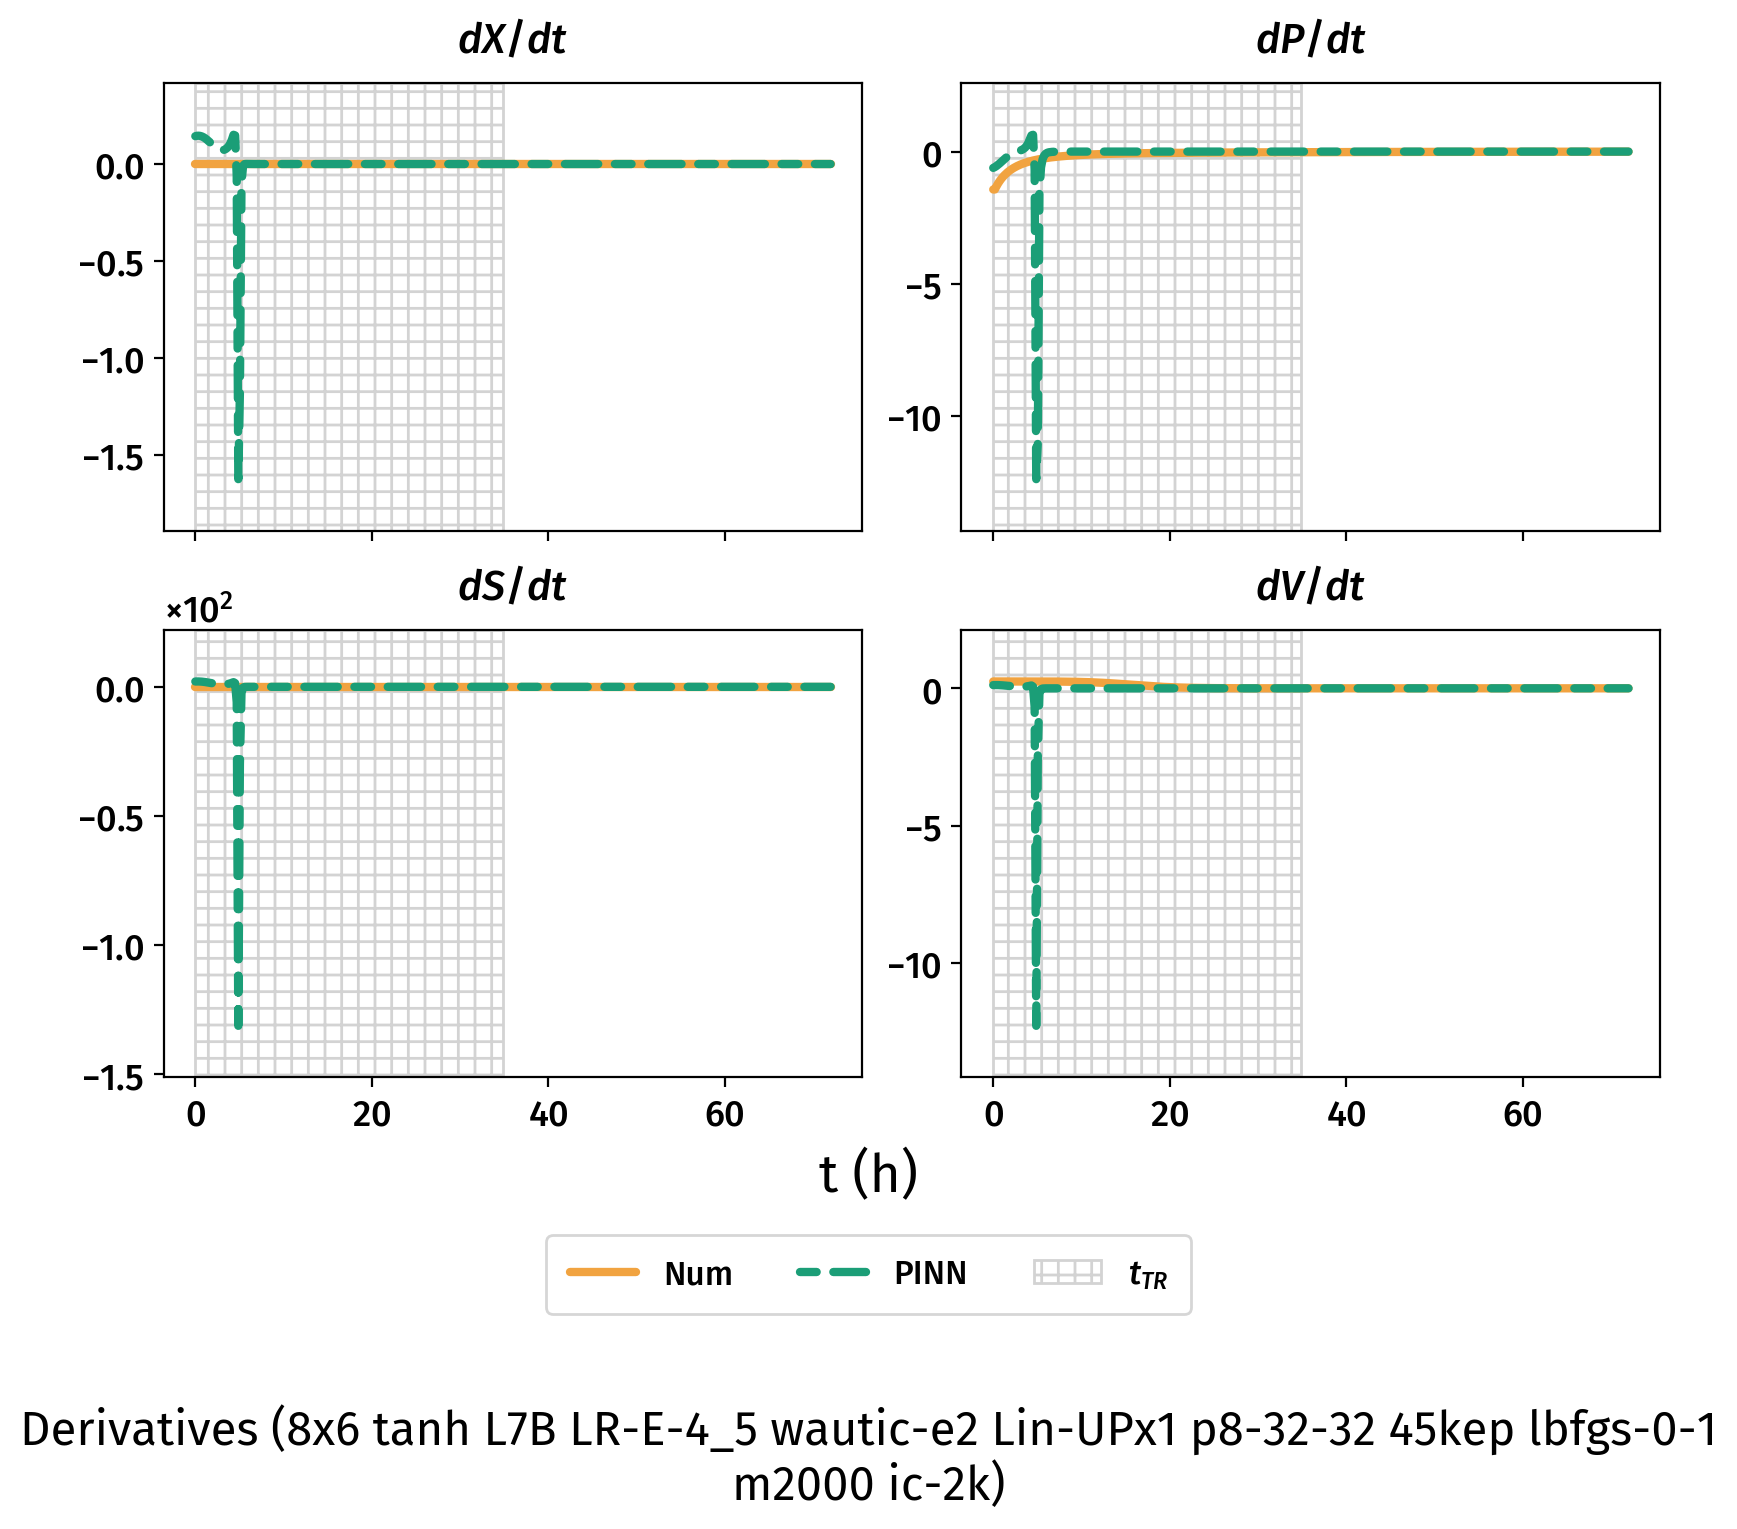 dX/dt
dP/dt
0.0
−0.5
−1.0
−1.5
0
−5
−10
dS/dt
dV/dt
×10²
0.0
−0.5
−1.0
−1.5
0
−5
−10
0 20 40 60
0 20 40 60
t (h)
Num PINN t_TR
Derivatives (8x6 tanh L7B LR-E-4_5 wautic-e2 Lin-UPx1 p8-32-32 45kep lbfgs-0-1
m2000 ic-2k)